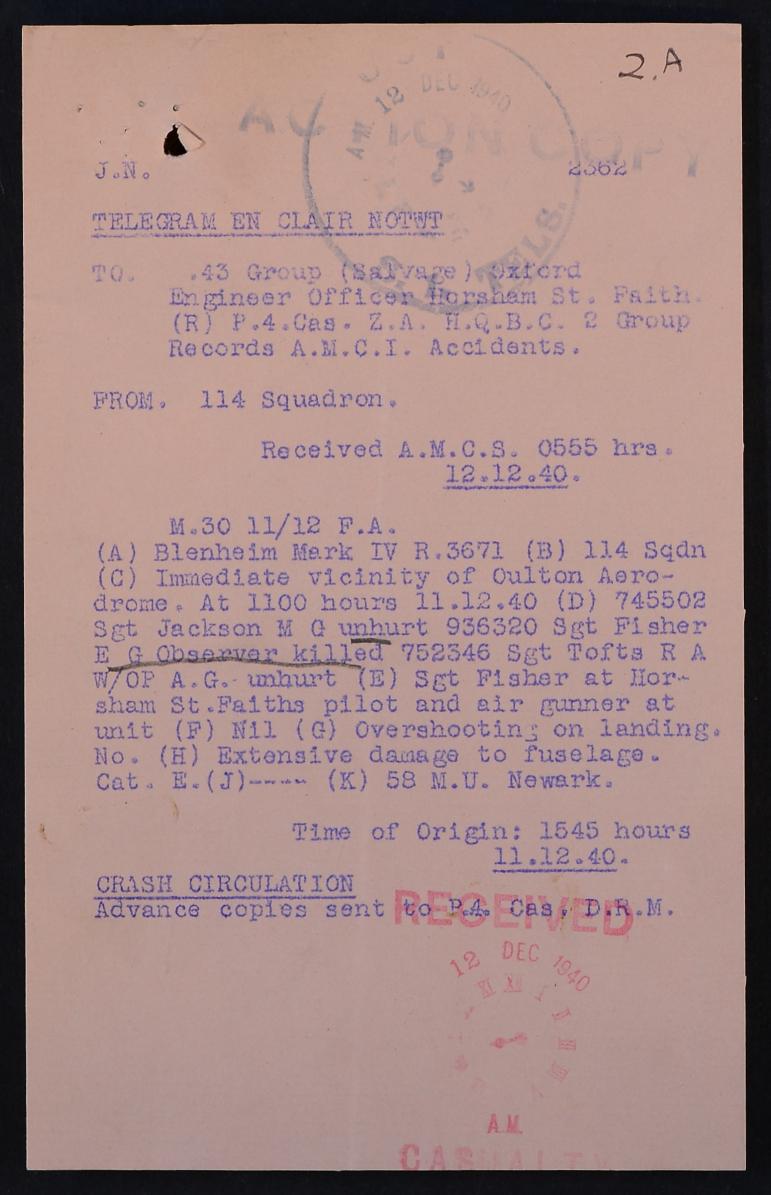 2.A
12 DEC 1940
ACTION COPY
J.N. 2362
TELEGRAM EN CLAIR NOTWT
TO. .43 Group (Salvage) Oxford
Engineer Officer Horsham St. Faith.
(R) P.4.Cas. Z.A. H.Q.B.C. 2 Group
Records A.M.C.I. Accidents.
FROM. 114 Squadron.
Received A.M.C.S. 0555 hrs.
12.12.40.
M.30 11/12 F.A.
(A) Blenheim Mark IV R.3671 (B) 114 Sqdn
(C) Immediate vicinity of Oulton Aero-
drome. At 1100 hours 11.12.40 (D) 745502
Sgt Jackson M G unhurt 936320 Sgt Fisher
E G Observer killed 752346 Sgt Tofts R A
W/OP A.G. unhurt (E) Sgt Fisher at Hor-
sham St.Faiths pilot and air gunner at
unit (F) Nil (G) Overshooting on landing.
No. (H) Extensive damage to fuselage.
Cat. E.(J)----- (K) 58 M.U. Newark.
Time of Origin: 1545 hours
11.12.40.
CRASH CIRCULATION
Advance copies sent to P.4. Cas. D.R.M.
RECEIVED
12 DEC 1940
A.M.
CASUALTY